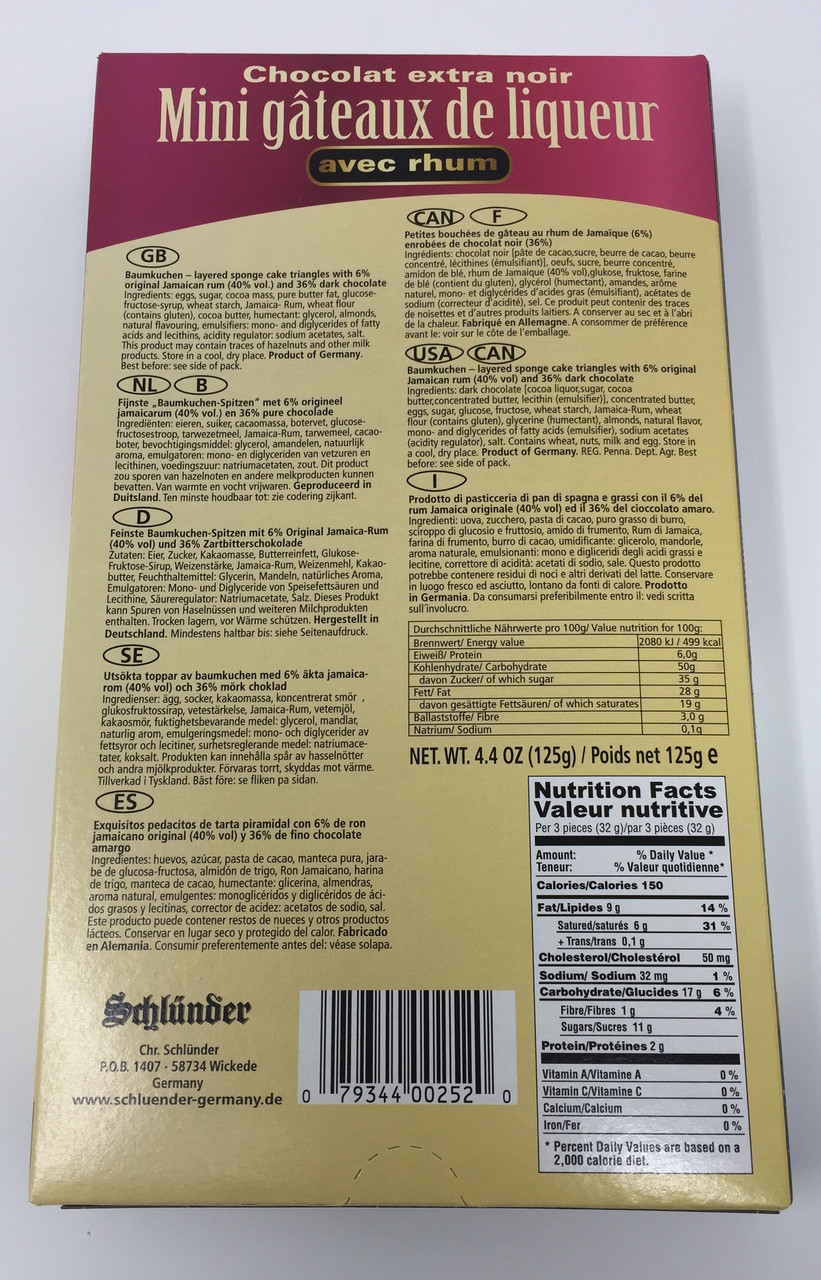 Chocolat extra noir
Mini gâteaux de liqueur
avec rhum
GB
Baumkuchen – layered sponge cake triangles with 6%
original Jamaican rum (40% vol.) and 36% dark chocolate
Ingredients: eggs, sugar, cocoa mass, pure butter fat, glucose-
fructose-syrup, wheat starch, Jamaica- Rum, wheat flour
(contains gluten), cocoa butter, humectant: glycerol, almonds,
natural flavouring, emulsifiers: mono- and diglycerides of fatty
acids and lecithins, acidity regulator: sodium acetates, salt.
This product may contain traces of hazelnuts and other milk
products. Store in a cool, dry place. Product of Germany.
Best before: see side of pack.
NL B
Fijnste „Baumkuchen-Spitzen" met 6% origineel
jamaicarum (40% vol.) en 36% pure chocolade
Ingrediënten: eieren, suiker, cacaomassa, botervet, glucose-
fructosestroop, tarwezetmeel, Jamaica-Rum, tarwemeel, cacao-
boter, bevochtigingsmiddel: glycerol, amandelen, natuurlijk
aroma, emulgatoren: mono- en diglyceriden van vetzuren en
lecithinen, voedingszuur: natriumacetaten, zout. Dit product
zou sporen van hazelnoten en andere melkproducten kunnen
bevatten. Van warmte en vocht vrijwaren. Geproduceerd in
Duitsland. Ten minste houdbaar tot: zie codering zijkant.
D
Feinste Baumkuchen-Spitzen mit 6% Original Jamaica-Rum
(40% vol) und 36% Zartbitterschokolade
Zutaten: Eier, Zucker, Kakaomasse, Butterreinfett, Glukose-
Fruktose-Sirup, Weizenstärke, Jamaica-Rum, Weizenmehl, Kakao-
butter, Feuchthaltemittel: Glycerin, Mandeln, natürliches Aroma,
Emulgatoren: Mono- und Diglyceride von Speisefettsäuren und
Lecithine, Säureregulator: Natriumacetate, Salz. Dieses Produkt
kann Spuren von Haselnüssen und weiteren Milchprodukten
enthalten. Trocken lagern, vor Wärme schützen. Hergestellt in
Deutschland. Mindestens haltbar bis: siehe Seitenaufdruck.
SE
Utsökta toppar av baumkuchen med 6% äkta jamaica-
rom (40% vol) och 36% mörk choklad
Ingredienser: ägg, socker, kakaomassa, koncentrerat smör ,
glukosfruktossirap, vetestärkelse, Jamaica-Rum, vetemjöl,
kakaosmör, fuktighetsbevarande medel: glycerol, mandlar,
naturlig arom, emulgeringsmedel: mono- och diglycerider av
fettsyror och lecitiner, surhetsreglerande medel: natriumace-
tater, koksalt. Produkten kan innehålla spår av hasselnötter
och andra mjölkprodukter. Förvaras torrt, skyddas mot värme.
Tillverkad i Tyskland. Bäst före: se fliken pa sidan.
ES
Exquisitos pedacitos de tarta piramidal con 6% de ron
jamaicano original (40% vol) y 36% de fino chocolate
amargo
Ingredientes: huevos, azúcar, pasta de cacao, manteca pura, jara-
be de glucosa-fructosa, almidón de trigo, Ron Jamaicano, harina
de trigo, manteca de cacao, humectante: glicerina, almendras,
aroma natural, emulgentes: monoglicéridos y diglicéridos de áci-
dos grasos y lecitinas, corrector de acidez: acetatos de sodio, sal.
Este producto puede contener restos de nueces y otros productos
lácteos. Conservar en lugar seco y protegido del calor. Fabricado
en Alemania. Consumir preferentemente antes del: véase solapa.
Schlünder
Chr. Schlünder
P.O.B. 1407 · 58734 Wickede
Germany
www.schluender-germany.de
0 79344 00252 0
CAN F
Petites bouchées de gâteau au rhum de Jamaïque (6%)
enrobées de chocolat noir (36%)
Ingrédients: chocolat noir [pâte de cacao,sucre, beurre de cacao, beurre
concentré, lécithines (émulsifiant)], oeufs, sucre, beurre concentré,
amidon de blé, rhum de Jamaique (40% vol),glukose, fruktose, farine
de blé (contient du gluten), glycérol (humectant), amandes, arôme
naturel, mono- et diglycérides d'acides gras (émulsifiant), acétates de
sodium (correcteur d'acidité), sel. Ce produit peut contenir des traces
de noisettes et d'autres produits laitiers. A conserver au sec et à l'abri
de la chaleur. Fabriqué en Allemagne. A consommer de préférence
avant le: voir sur le côte de l'emballage.
USA CAN
Baumkuchen – layered sponge cake triangles with 6% original
Jamaican rum (40% vol) and 36% dark chocolate
Ingredients: dark chocolate [cocoa liquor,sugar, cocoa
butter,concentrated butter, lecithin (emulsifier)], concentrated butter,
eggs, sugar, glucose, fructose, wheat starch, Jamaica-Rum, wheat
flour (contains gluten), glycerine (humectant), almonds, natural flavor,
mono- and diglycerides of fatty acids (emulsifier), sodium acetates
(acidity regulator), salt. Contains wheat, nuts, milk and egg. Store in
a cool, dry place. Product of Germany. REG. Penna. Dept. Agr. Best
before: see side of pack.
I
Prodotto di pasticceria di pan di spagna e grassi con il 6% del
rum Jamaica originale (40% vol) ed il 36% del cioccolato amaro.
Ingredienti: uova, zucchero, pasta di cacao, puro grasso di burro,
sciroppo di glucosio e fruttosio, amido di frumento, Rum di Jamaica,
farina di frumento, burro di cacao, umidificante: glicerolo, mandorle,
aroma naturale, emulsionanti: mono e digliceridi degli acidi grassi e
lecitine, correttore di acidità: acetati di sodio, sale. Questo prodotto
potrebbe contenere residui di noci e altri derivati del latte. Conservare
in luogo fresco ed asciutto, lontano da fonti di calore. Prodotto
in Germania. Da consumarsi preferibilmente entro il: vedi scritta
sull'involucro.
Durchschnittliche Nährwerte pro 100g/ Value nutrition for 100g:
Brennwert/ Energy value 2080 kJ / 499 kcal
Eiweiß/ Protein 6,0g
Kohlenhydrate/ Carbohydrate 50g
davon Zucker/ of which sugar 35 g
Fett/ Fat 28 g
davon gesättigte Fettsäuren/ of which saturates 19 g
Ballaststoffe/ Fibre 3,0 g
Natrium/ Sodium 0,1g
NET. WT. 4.4 OZ (125g) / Poids net 125g e
Nutrition Facts
Valeur nutritive
Per 3 pieces (32 g)/par 3 pièces (32 g)
Amount: % Daily Value *
Teneur: % Valeur quotidienne*
Calories/Calories 150
Fat/Lipides 9 g 14 %
Satured/saturés 6 g 31 %
+ Trans/trans 0,1 g
Cholesterol/Cholestérol 50 mg
Sodium/ Sodium 32 mg 1 %
Carbohydrate/Glucides 17 g 6 %
Fibre/Fibres 1 g 4 %
Sugars/Sucres 11 g
Protein/Protéines 2 g
Vitamin A/Vitamine A 0 %
Vitamin C/Vitamine C 0 %
Calcium/Calcium 0 %
Iron/Fer 0 %
* Percent Daily Values are based on a
2,000 calorie diet.